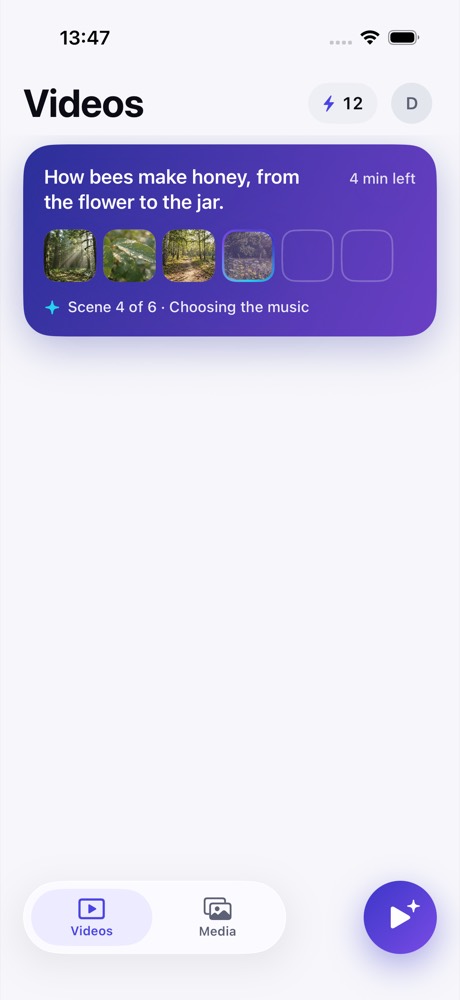 13:47
Videos
12
D
How bees make honey, from
the flower to the jar.
4 min left
Scene 4 of 6 · Choosing the music
Videos
Media